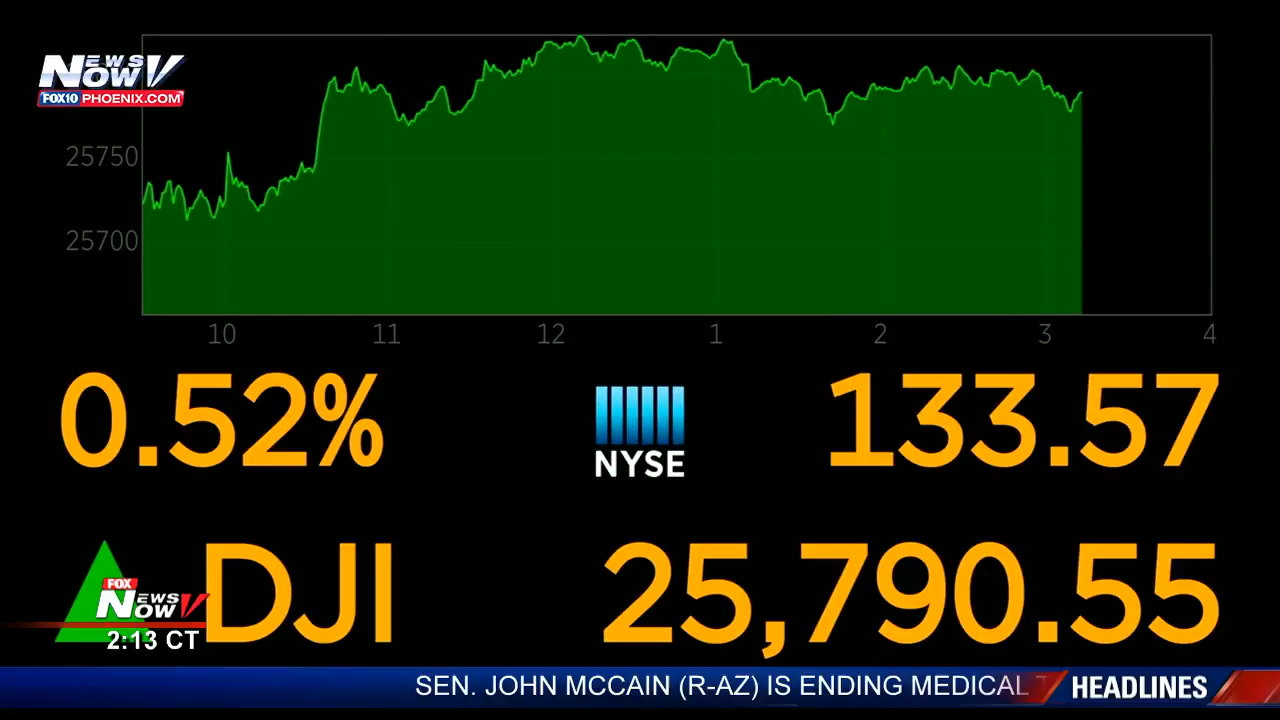 NEWS
NOW
FOX10 PHOENIX.COM
25750
25700
10 11 12 1 2 3 4
0.52%
NYSE
133.57
DJI
25,790.55
FOX
NEWS
NOW
2:13 CT
SEN. JOHN MCCAIN (R-AZ) IS ENDING MEDICAL
HEADLINES